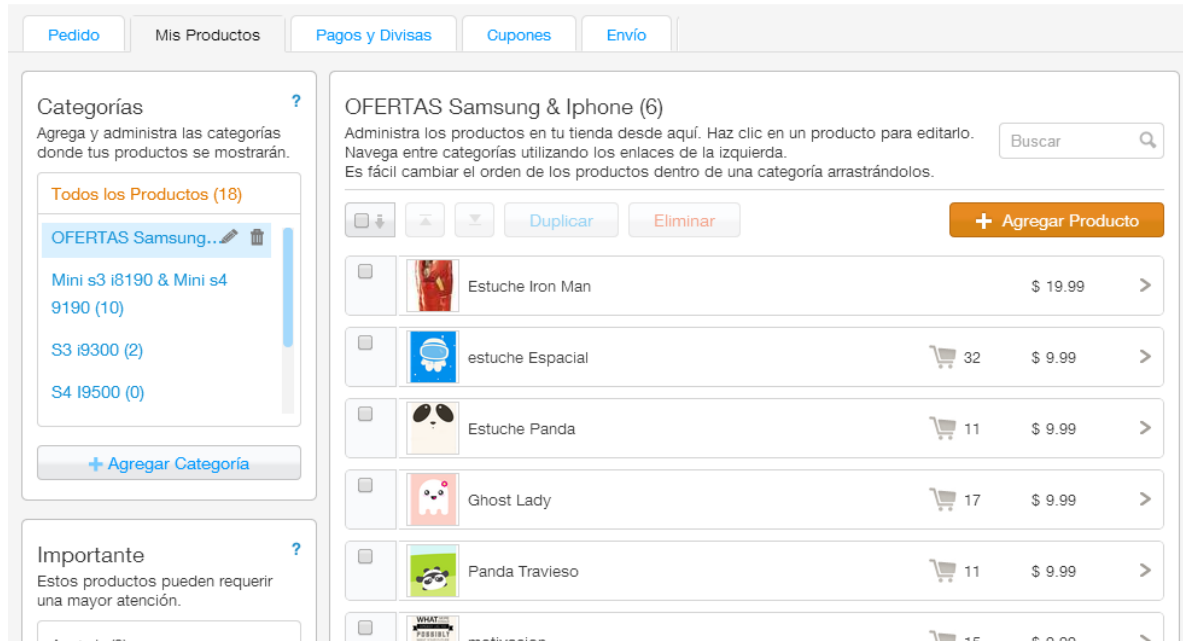 Pedido
Mis Productos
Pagos y Divisas
Cupones
Envío
Categorías
?
Agrega y administra las categorías
donde tus productos se mostrarán.
Todos los Productos (18)
OFERTAS Samsung...
Mini s3 i8190 & Mini s4
9190 (10)
S3 i9300 (2)
S4 I9500 (0)
+ Agregar Categoría
Importante
?
Estos productos pueden requerir
una mayor atención.
OFERTAS Samsung & Iphone (6)
Administra los productos en tu tienda desde aquí. Haz clic en un producto para editarlo.
Navega entre categorías utilizando los enlaces de la izquierda.
Es fácil cambiar el orden de los productos dentro de una categoría arrastrándolos.
Buscar
Duplicar
Eliminar
+ Agregar Producto
Estuche Iron Man $ 19.99 >
estuche Espacial 32 $ 9.99 >
Estuche Panda 11 $ 9.99 >
Ghost Lady 17 $ 9.99 >
Panda Travieso 11 $ 9.99 >
WHAT
POSSIBLY
15 $ 9.99